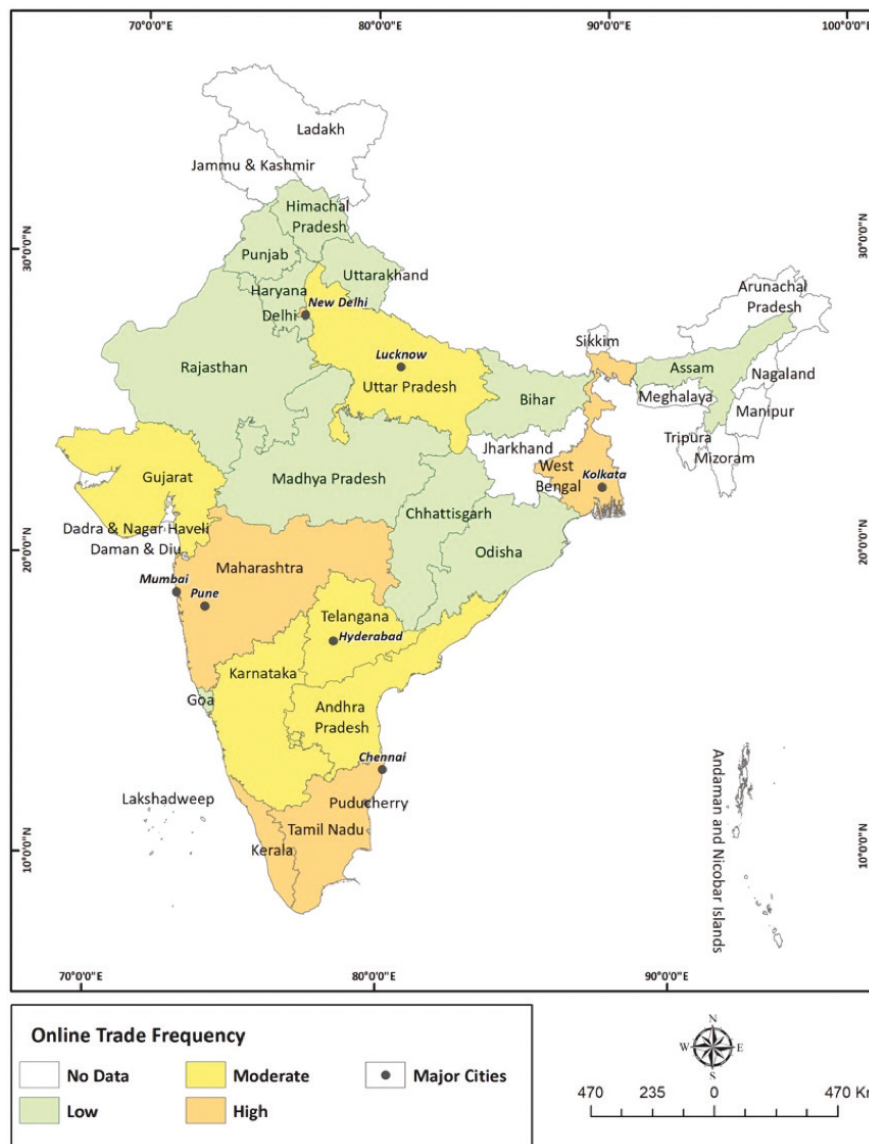 70°0'0"E 80°0'0"E 90°0'0"E 100°0'0"E
Ladakh
Jammu & Kashmir
Himachal
Pradesh
30°0'0"N
30°0'0"N
Punjab
Uttarakhand
Haryana
New Delhi
Delhi
Arunachal
Pradesh
Sikkim
Rajasthan
Lucknow
Uttar Pradesh
Assam
Nagaland
Bihar
Meghalaya
Manipur
Jharkhand
Tripura
Mizoram
Gujarat
Madhya Pradesh
West
Bengal
Kolkata
Chhattisgarh
Dadra & Nagar Haveli
Daman & Diu
20°0'0"N
20°0'0"N
Odisha
Maharashtra
Mumbai
Pune
Telangana
Hyderabad
Karnataka
Goa
Andhra
Pradesh
Chennai
Lakshadweep
Puducherry
Tamil Nadu
Kerala
10°0'0"N
10°0'0"N
Andaman and Nicobar Islands
70°0'0"E 80°0'0"E 90°0'0"E
Online Trade Frequency
No Data Moderate Major Cities
Low High
N
W E
S
470 235 0 470 Km